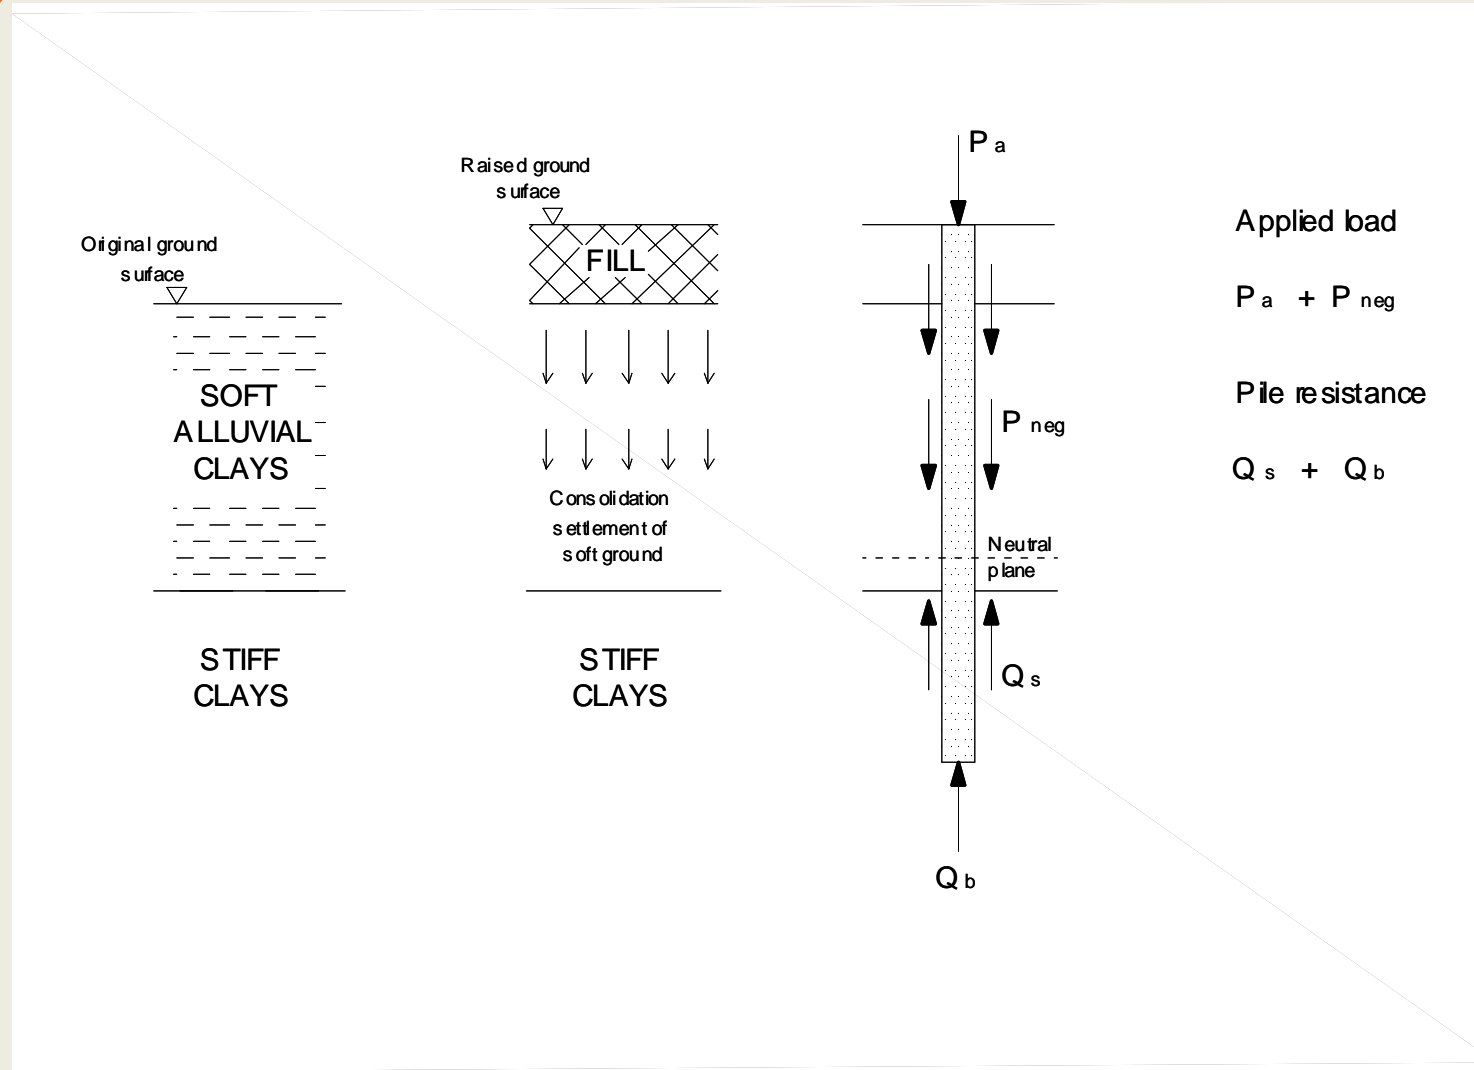 Original ground
surface
SOFT
ALLUVIAL
CLAYS
STIFF
CLAYS
Raised ground
surface
FILL
Consolidation
settlement of
soft ground
STIFF
CLAYS
P a
P neg
Neutral
plane
Q s
Q b
Applied load
P a + P neg
Pile resistance
Q s + Q b